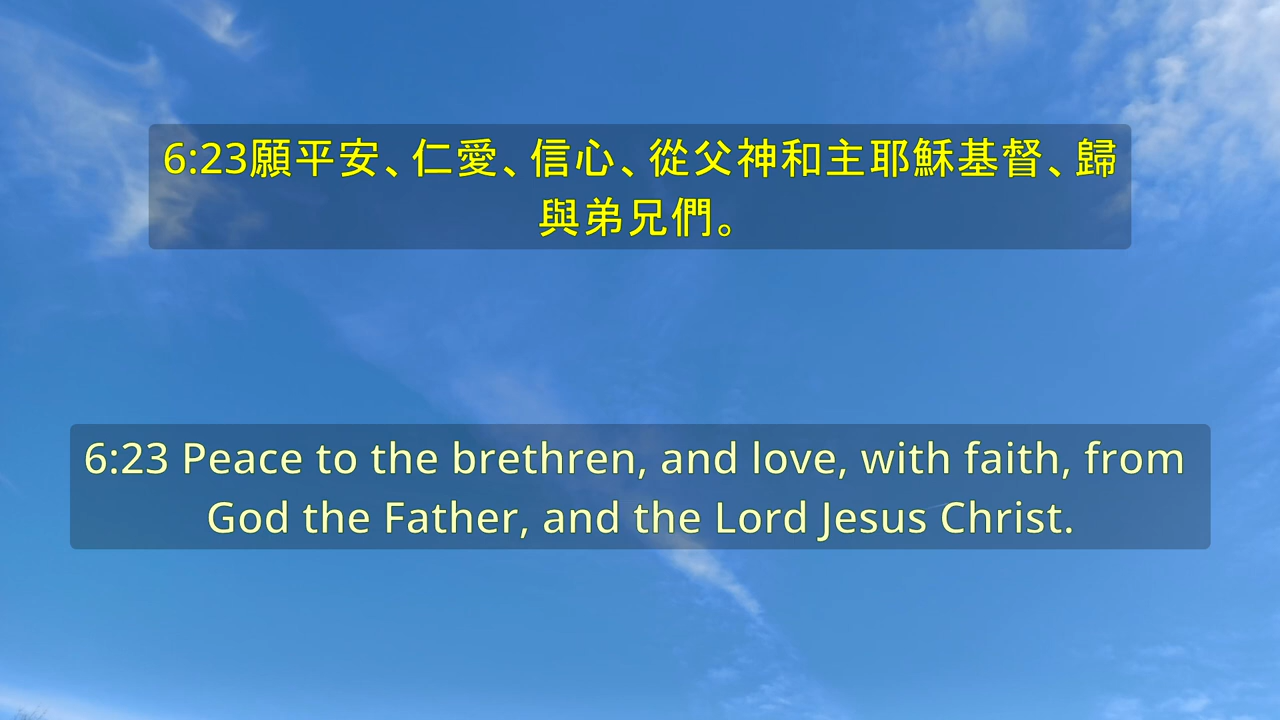 6:23願平安、仁愛、信心、從父神和主耶穌基督、歸
與弟兄們。
6:23 Peace to the brethren, and love, with faith, from
God the Father, and the Lord Jesus Christ.